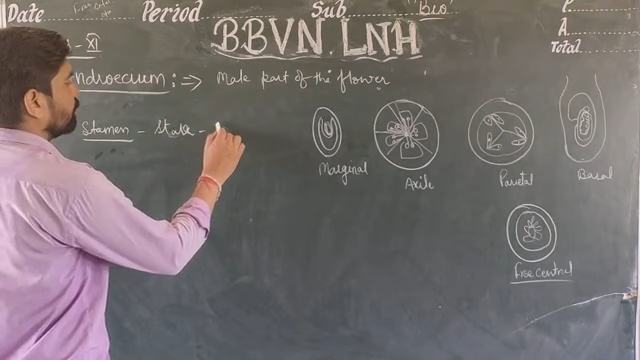 Date Period Sub Bio P.
BBVN LNH A.
- XI Total
ndroecium :=> Male part of the flower
Stamen - Stalk -
Marginal Axile Parietal Basal
Free central